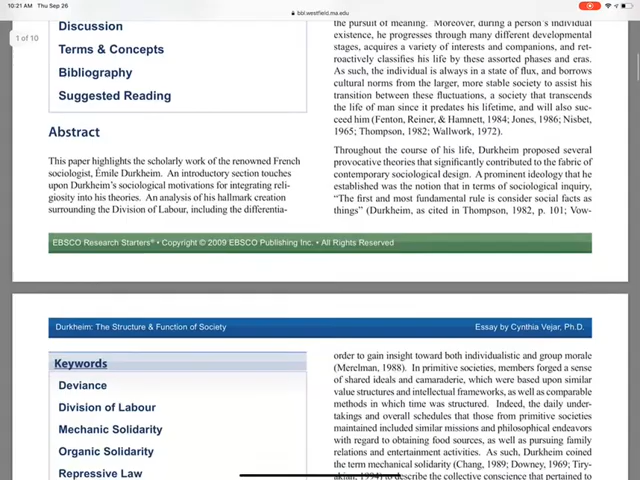 10:21 AM Thu Sep 26
bbl.westfield.ma.edu
1 of 10
Discussion
Terms & Concepts
Bibliography
Suggested Reading
Abstract
This paper highlights the scholarly work of the renowned French
sociologist, Émile Durkheim. An introductory section touches
upon Durkheim's sociological motivations for integrating reli-
giosity into his theories. An analysis of his hallmark creation
surrounding the Division of Labour, including the differentia-
the pursuit of meaning. Moreover, during a person's individual
existence, he progresses through many different developmental
stages, acquires a variety of interests and companions, and ret-
roactively classifies his life by these assorted phases and eras.
As such, the individual is always in a state of flux, and borrows
cultural norms from the larger, more stable society to assist his
transition between these fluctuations, a society that transcends
the life of man since it predates his lifetime, and will also suc-
ceed him (Fenton, Reiner, & Hamnett, 1984; Jones, 1986; Nisbet,
1965; Thompson, 1982; Wallwork, 1972).
Throughout the course of his life, Durkheim proposed several
provocative theories that significantly contributed to the fabric of
contemporary sociological design. A prominent ideology that he
established was the notion that in terms of sociological inquiry,
"The first and most fundamental rule is consider social facts as
things" (Durkheim, as cited in Thompson, 1982, p. 101; Vow-
EBSCO Research Starters® • Copyright © 2009 EBSCO Publishing Inc. • All Rights Reserved
Durkheim: The Structure & Function of Society
Essay by Cynthia Vejar, Ph.D.
Keywords
Deviance
Division of Labour
Mechanic Solidarity
Organic Solidarity
Repressive Law
order to gain insight toward both individualistic and group morale
(Merelman, 1988). In primitive societies, members forged a sense
of shared ideals and camaraderie, which were based upon similar
value structures and intellectual frameworks, as well as comparable
methods in which time was structured. Indeed, the daily under-
takings and overall schedules that those from primitive societies
maintained included similar missions and philosophical endeavors
with regard to obtaining food sources, as well as pursuing family
relations and entertainment activities. As such, Durkheim coined
the term mechanical solidarity (Chang, 1989; Downey, 1969; Tiry-
akian, 1994) to describe the collective conscience that pertained to